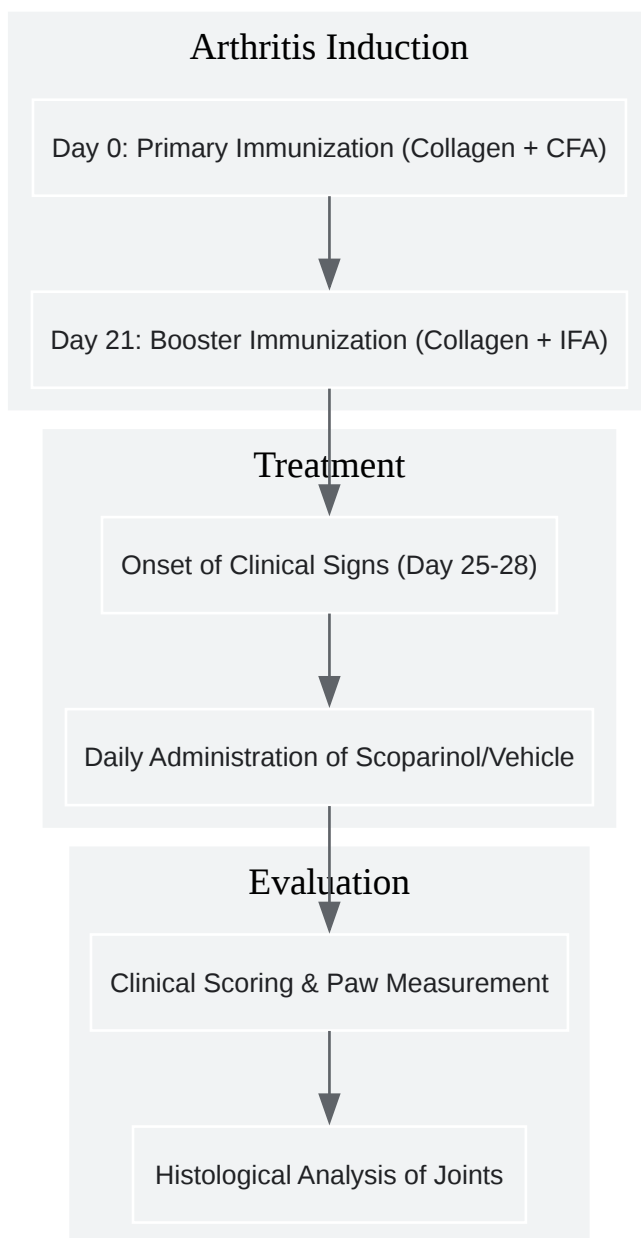 Arthritis Induction
Day 0: Primary Immunization (Collagen + CFA)
Day 21: Booster Immunization (Collagen + IFA)
Treatment
Onset of Clinical Signs (Day 25-28)
Daily Administration of Scoparinol/Vehicle
Evaluation
Clinical Scoring & Paw Measurement
Histological Analysis of Joints